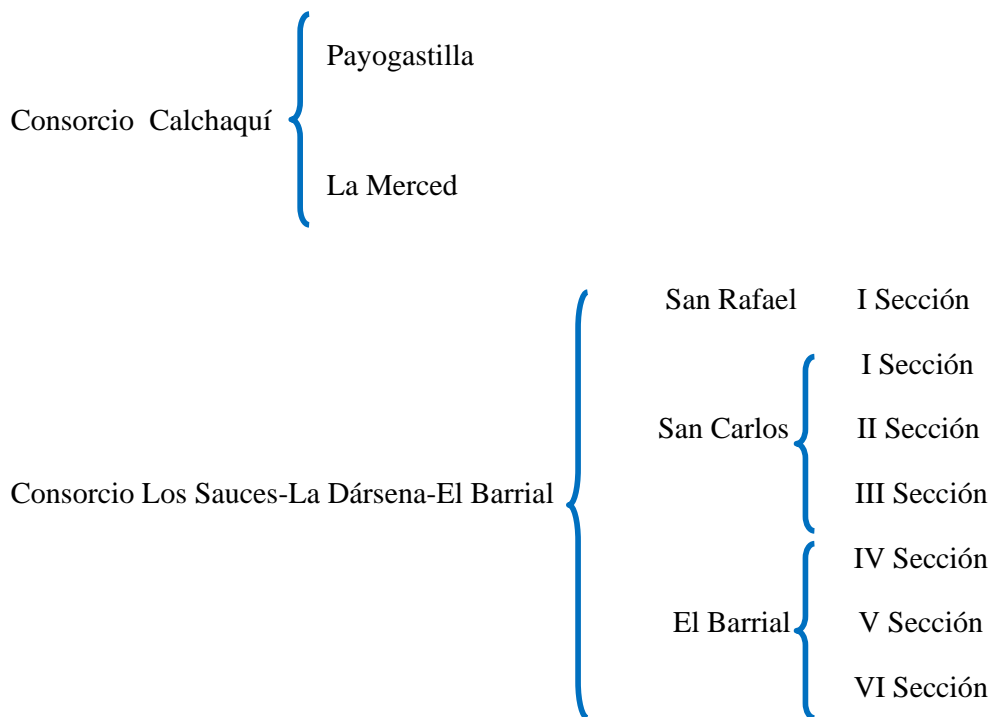 Payogastilla
Consorcio Calchaquí
La Merced
San Rafael I Sección
I Sección
San Carlos II Sección
Consorcio Los Sauces-La Dársena-El Barrial III Sección
IV Sección
El Barrial V Sección
VI Sección